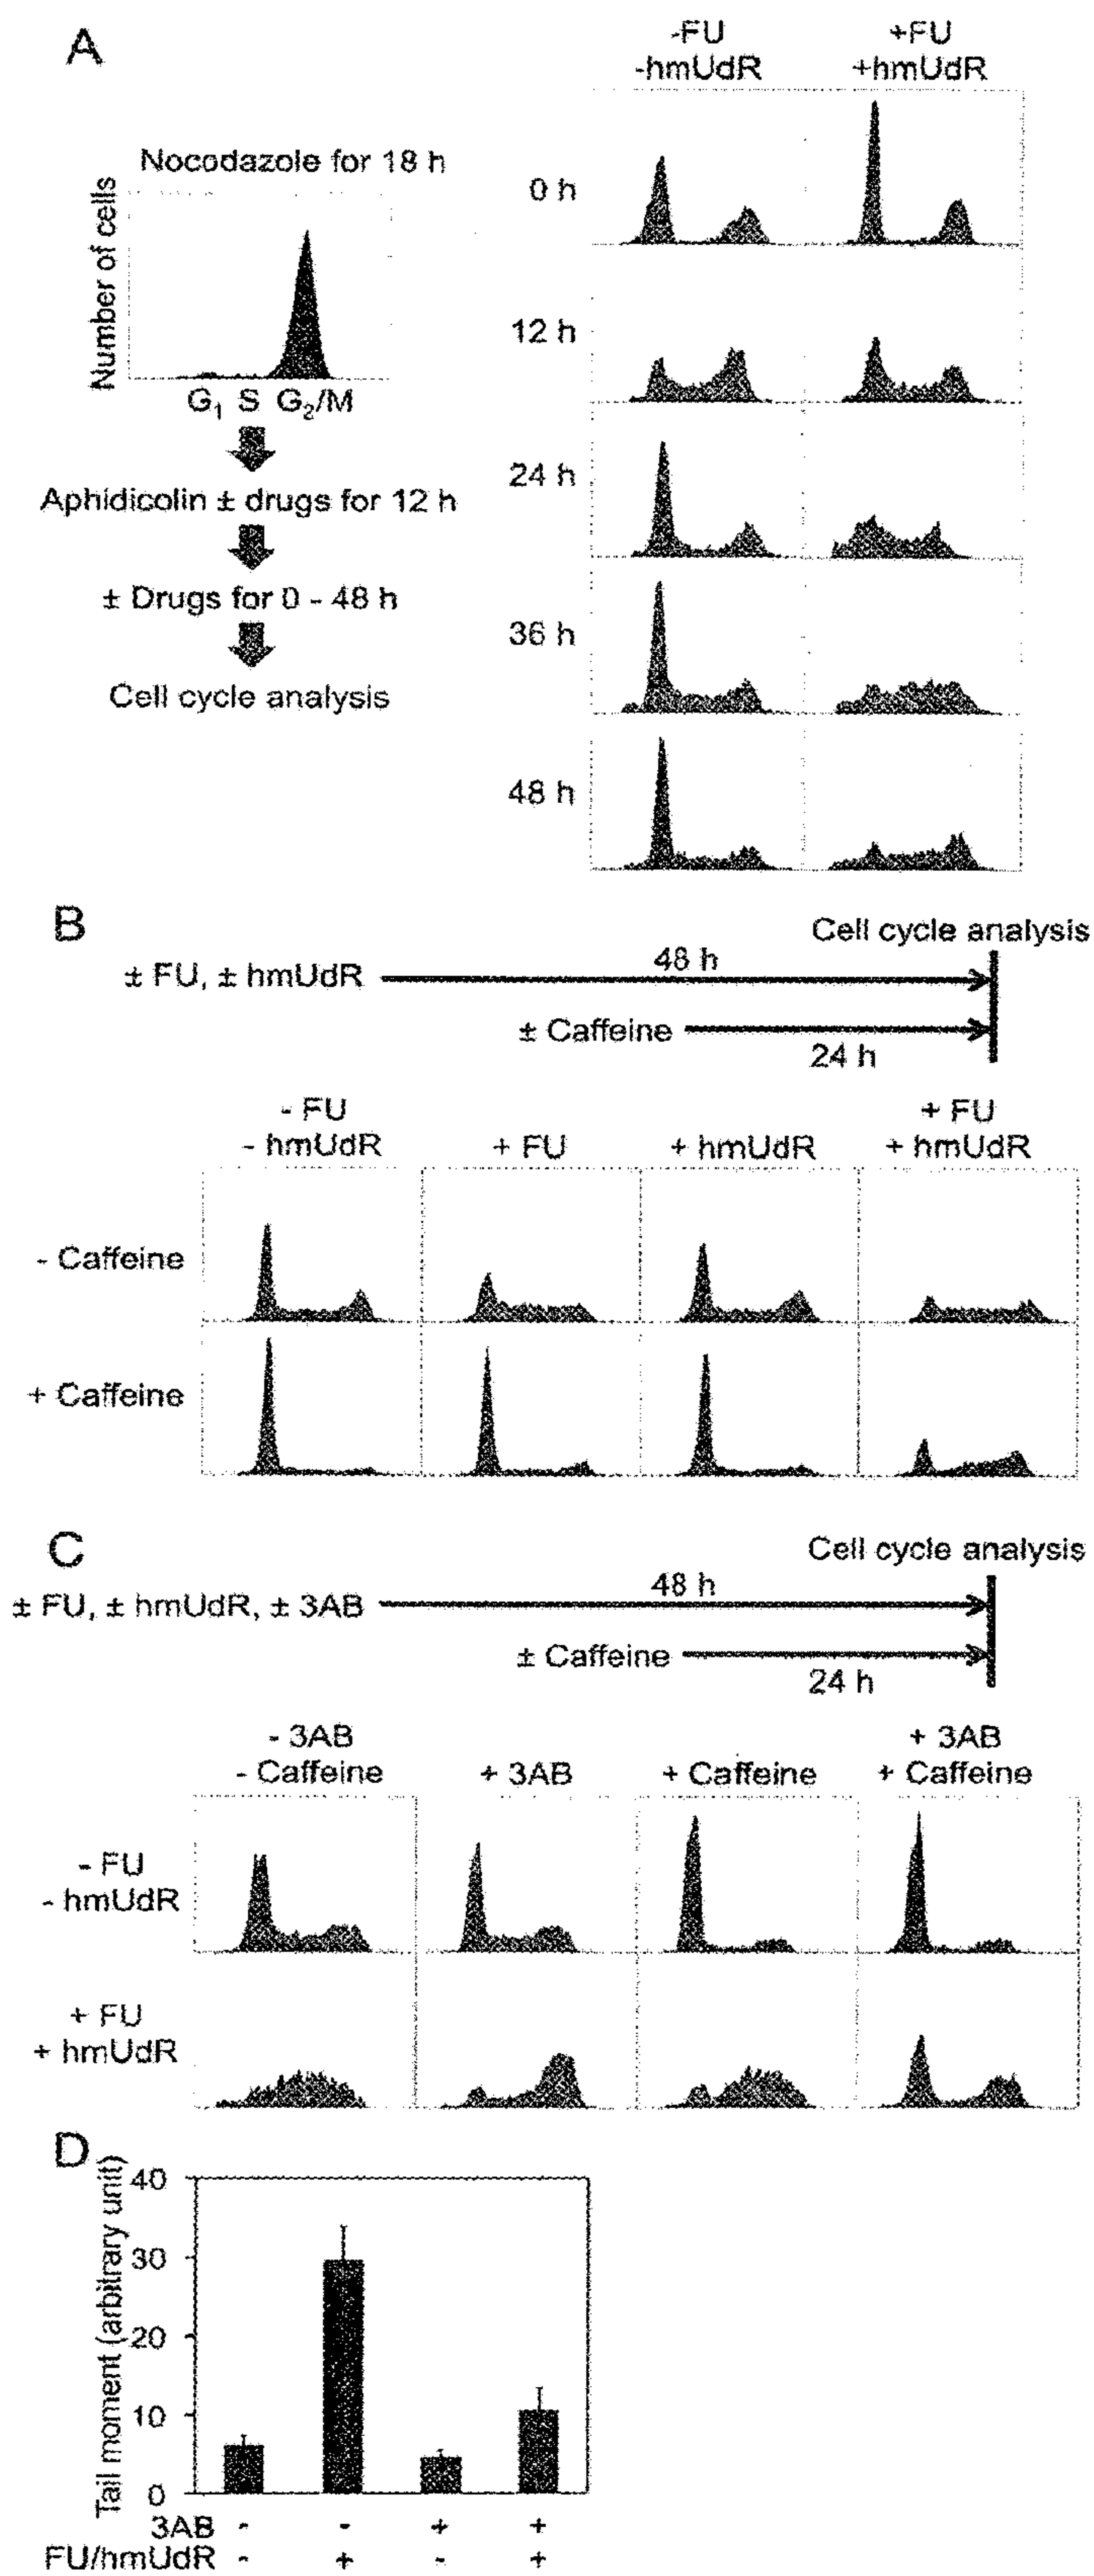 A
-FU +FU
-hmUdR +hmUdR
Nocodazole for 18 h
Number of cells
G1 S G2/M
Aphidicolin ± drugs for 12 h
± Drugs for 0 - 48 h
Cell cycle analysis
0 h
12 h
24 h
36 h
48 h
B
Cell cycle analysis
± FU, ± hmUdR 48 h
± Caffeine
24 h
- FU + FU
- hmUdR + FU + hmUdR + hmUdR
- Caffeine
+ Caffeine
C
Cell cycle analysis
± FU, ± hmUdR, ± 3AB 48 h
± Caffeine
24 h
- 3AB + 3AB
- Caffeine + 3AB + Caffeine + Caffeine
- FU
- hmUdR
+ FU
+ hmUdR
D
Tail moment (arbitrary unit)
40
30
20
10
0
3AB - - + +
FU/hmUdR - + - +